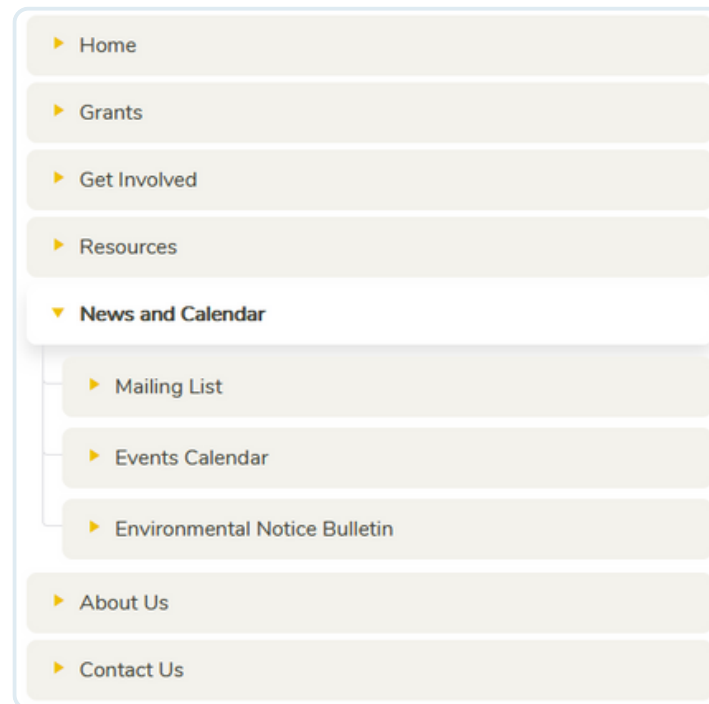 Home
Grants
Get Involved
Resources
News and Calendar
Mailing List
Events Calendar
Environmental Notice Bulletin
About Us
Contact Us